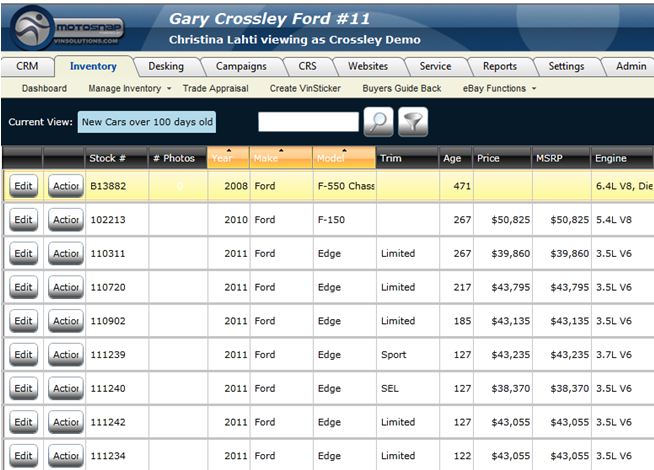 Gary Crossley Ford #11
MOTOSNAP
VINSOLUTIONS.COM
Christina Lahti viewing as Crossley Demo
CRM Inventory Desking Campaigns CRS Websites Service Reports Settings Admin
Dashboard Manage Inventory Trade Appraisal Create VinSticker Buyers Guide Back eBay Functions
Current View: New Cars over 100 days old
Stock # # Photos Year Make Model Trim Age Price MSRP Engine
Edit Action B13882 0 2008 Ford F-550 Chass 471 6.4L V8, Die
Edit Action 102213 2010 Ford F-150 267 $50,825 $50,825 5.4L V8
Edit Action 110311 2011 Ford Edge Limited 267 $39,860 $39,860 3.5L V6
Edit Action 110720 2011 Ford Edge Limited 217 $43,795 $43,795 3.5L V6
Edit Action 110902 2011 Ford Edge Limited 185 $43,135 $43,135 3.5L V6
Edit Action 111239 2011 Ford Edge Sport 127 $43,235 $43,235 3.7L V6
Edit Action 111240 2011 Ford Edge SEL 127 $38,370 $38,370 3.5L V6
Edit Action 111242 2011 Ford Edge Limited 127 $43,055 $43,055 3.5L V6
Edit Action 111234 2011 Ford Edge Limited 122 $43,055 $43,055 3.5L V6